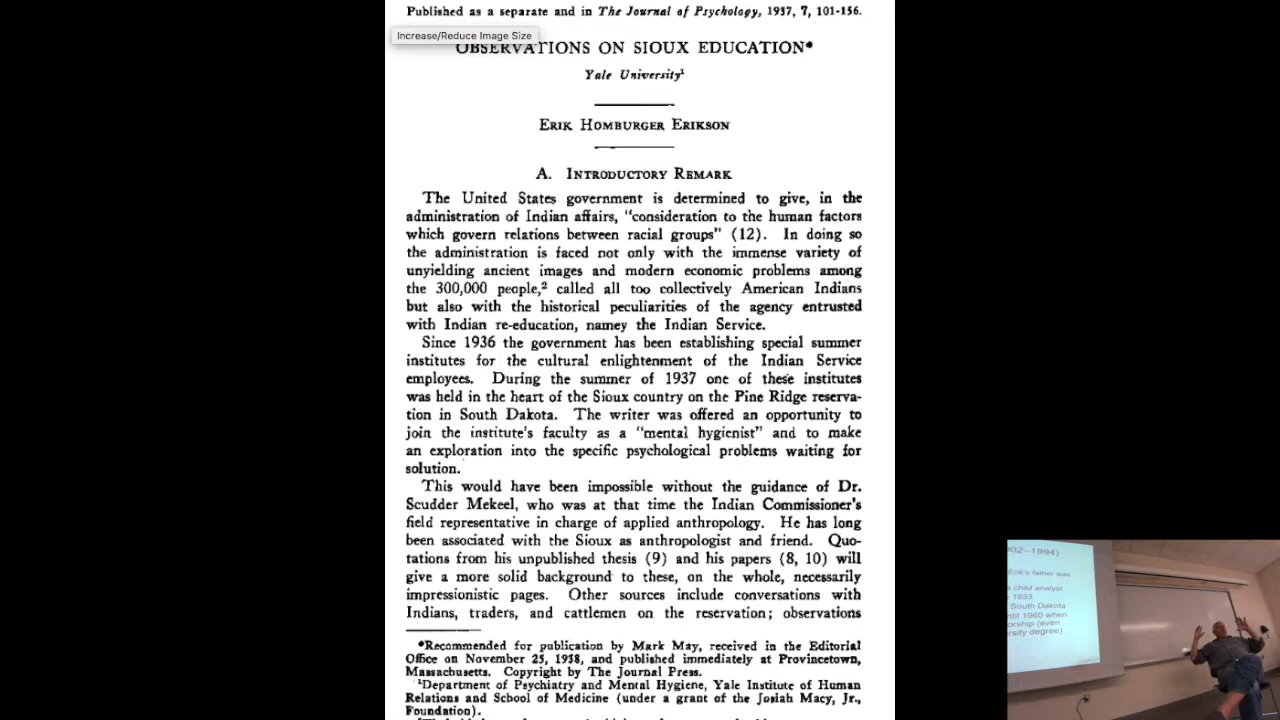 Published as a separate and in The Journal of Psychology, 1937, 7, 101-156.
Increase/Reduce Image Size
OBSERVATIONS ON SIOUX EDUCATION*
Yale University¹
ERIK HOMBURGER ERIKSON
A. INTRODUCTORY REMARK
The United States government is determined to give, in the
administration of Indian affairs, "consideration to the human factors
which govern relations between racial groups" (12). In doing so
the administration is faced not only with the immense variety of
unyielding ancient images and modern economic problems among
the 300,000 people,² called all too collectively American Indians
but also with the historical peculiarities of the agency entrusted
with Indian re-education, namey the Indian Service.
Since 1936 the government has been establishing special summer
institutes for the cultural enlightenment of the Indian Service
employees. During the summer of 1937 one of these institutes
was held in the heart of the Sioux country on the Pine Ridge reserva-
tion in South Dakota. The writer was offered an opportunity to
join the institute's faculty as a "mental hygienist" and to make
an exploration into the specific psychological problems waiting for
solution.
This would have been impossible without the guidance of Dr.
Scudder Mekeel, who was at that time the Indian Commissioner's
field representative in charge of applied anthropology. He has long
been associated with the Sioux as anthropologist and friend. Quo-
tations from his unpublished thesis (9) and his papers (8, 10) will
give a more solid background to these, on the whole, necessarily
impressionistic pages. Other sources include conversations with
Indians, traders, and cattlemen on the reservation; observations
*Recommended for publication by Mark May, received in the Editorial
Office on November 25, 1938, and published immediately at Provincetown,
Massachusetts. Copyright by The Journal Press.
¹Department of Psychiatry and Mental Hygiene, Yale Institute of Human
Relations and School of Medicine (under a grant of the Josiah Macy, Jr.,
Foundation).
902–1994)
Erik's father was
child analyst
1933
South Dakota
until 1960 when
(even
degree)